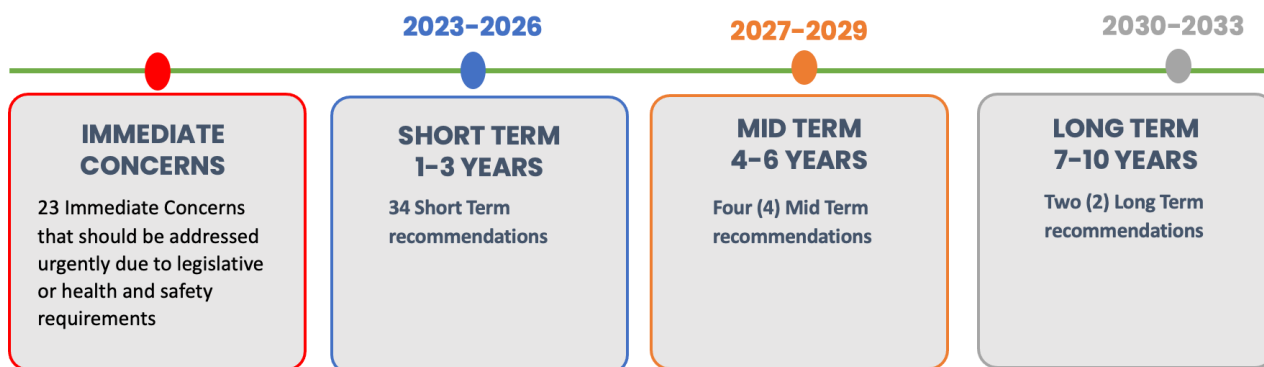 2023-2026
2027-2029
2030-2033
IMMEDIATE
CONCERNS
23 Immediate Concerns
that should be addressed
urgently due to legislative
or health and safety
requirements
SHORT TERM
1-3 YEARS
34 Short Term
recommendations
MID TERM
4-6 YEARS
Four (4) Mid Term
recommendations
LONG TERM
7-10 YEARS
Two (2) Long Term
recommendations